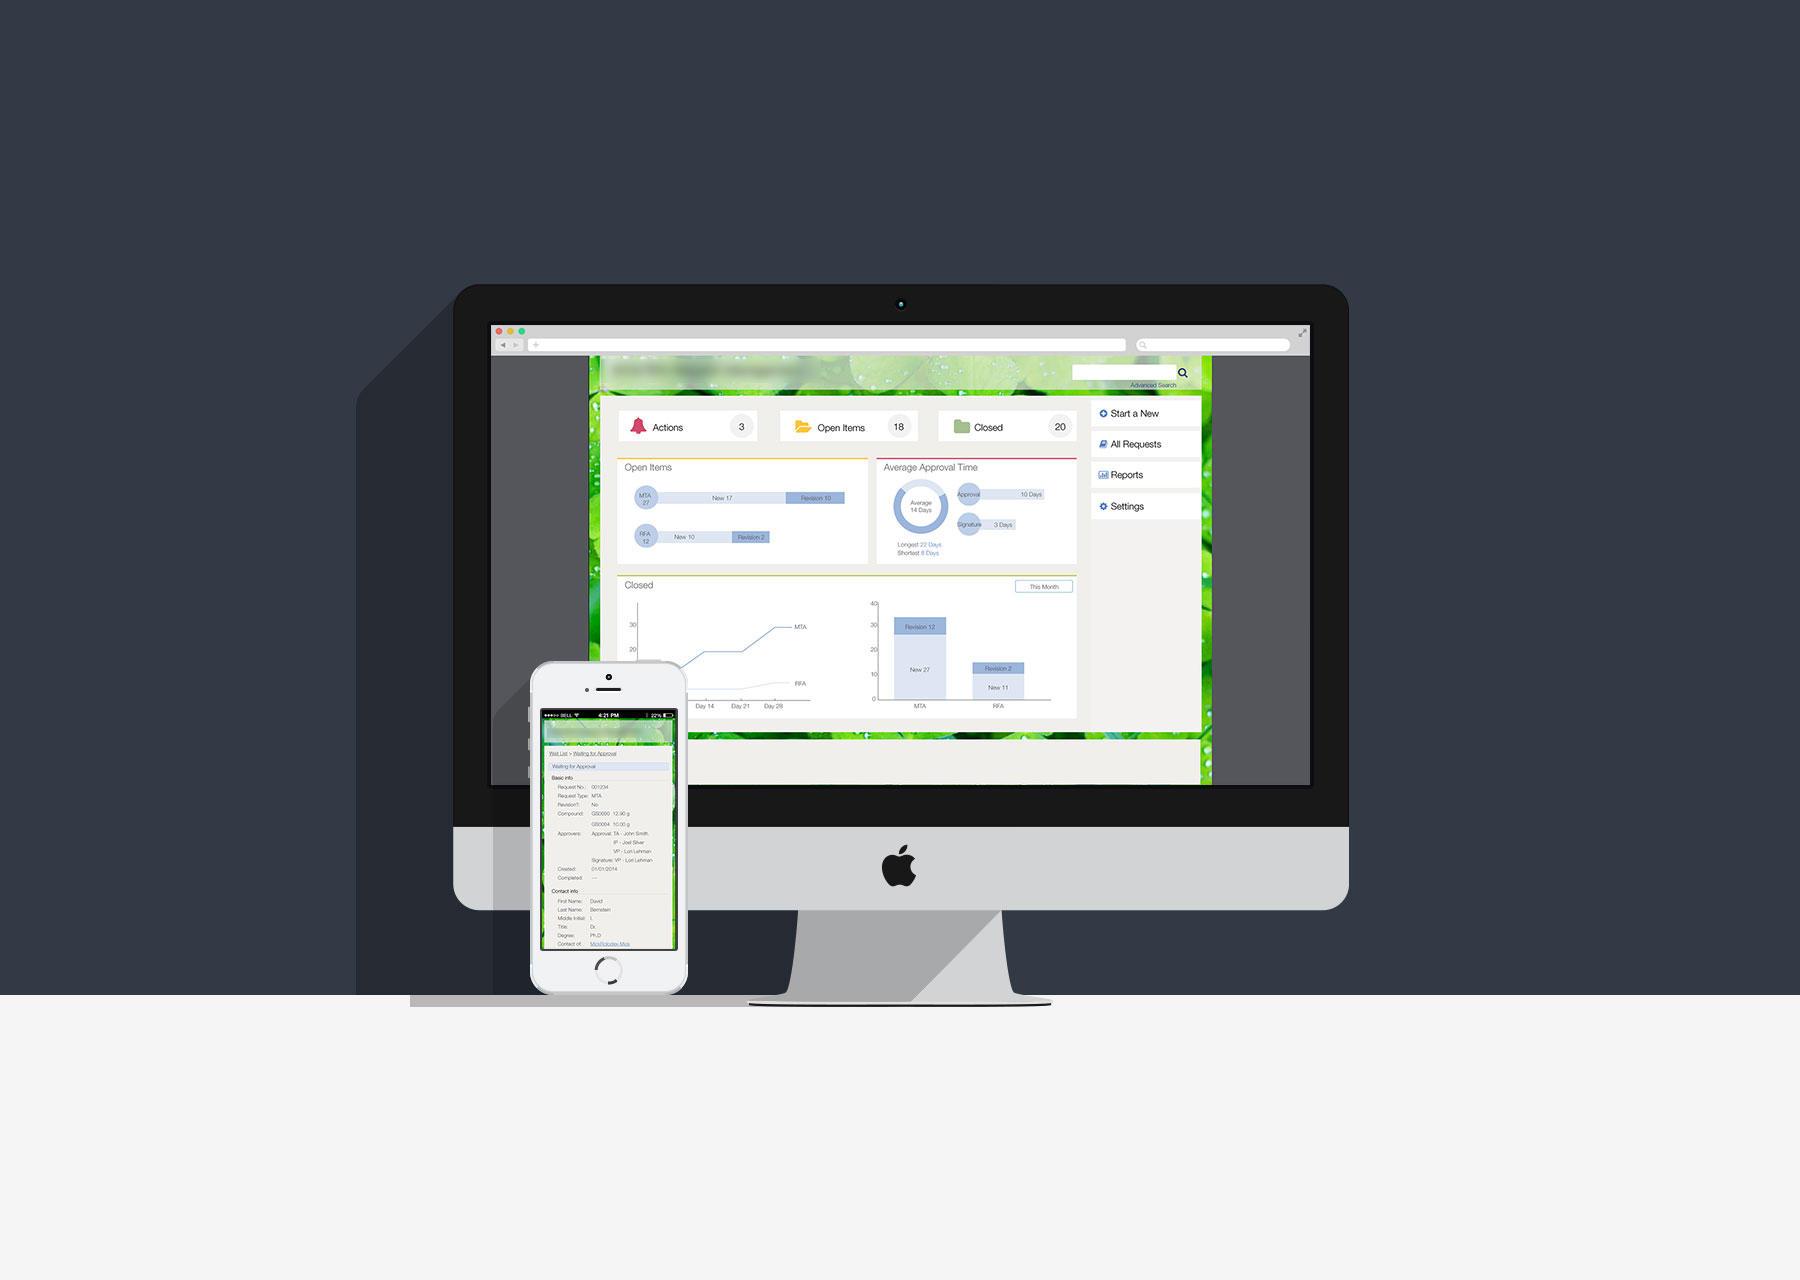 Advanced Search
Actions 3
Open Items 18
Closed 20
Start a New
All Requests
Reports
Settings
Open Items
MTA
27
New 17
Revision 10
RFA
12
New 10
Revision 2
Average Approval Time
Average
14 Days
Approval 10 Days
Signature 3 Days
Longest 22 Days
Shortest 8 Days
Closed
This Month
30
20
MTA
RFA
Day 14 Day 21 Day 28
40
30
20
10
0
Revision 12
New 27
Revision 2
New 11
MTA RFA
BELL 4:21 PM 22%
Wait List > Waiting for Approval
Waiting for Approval
Basic info
Request No.: 001234
Request Type: MTA
Revision?: No
Compound: GS0000 12.90 g
GS0004 10.00 g
Approvers: Approval: TA - John Smith.
IP - Joel Silver
VP - Lori Lehman
Signature: VP - Lori Lehman
Created: 01/01/2014
Completed: ---
Contact info
First Name: David
Last Name: Bernstein
Middle Initial: I.
Title: Dr.
Degree: Ph.D
Contact of: